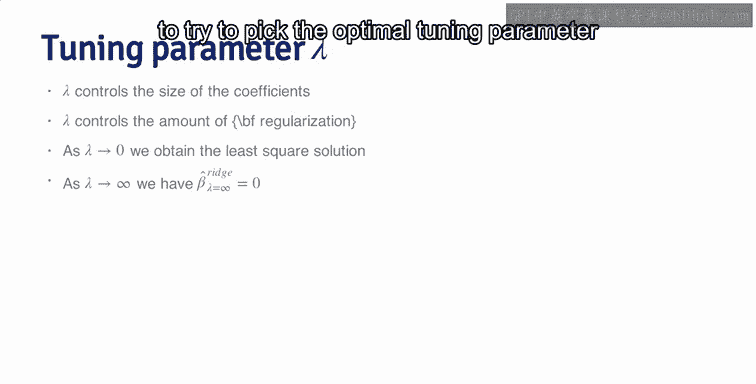 to try to pick the optimal tuning parameter
Tuning parameter λ
· λ controls the size of the coefficients
· λ controls the amount of {\bf regularization}
· As λ → 0 we obtain the least square solution
· As λ → ∞ we have β̂^{ridge}_{λ=∞} = 0